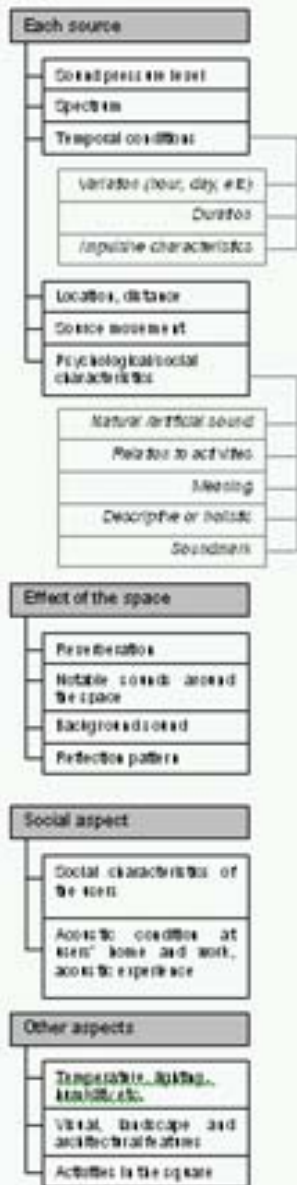 Each source
Sound pressure level
Spectrum
Temporal conditions
Variation (hour, day, etc)
Duration
Impulsive characteristics
Location, distance
Source movement
Psychological/social
characteristics
Natural/artificial sound
Relation to activities
Meaning
Descriptive or holistic
Soundmark
Effect of the space
Reverberation
Notable sounds around
the space
Background sound
Reflection pattern
Social aspect
Social characteristics of
the users
Acoustic condition at
users' home and work,
acoustic experience
Other aspects
Temperature, lighting,
humidity etc.
Visual, landscape and
architectural features
Activities in the square